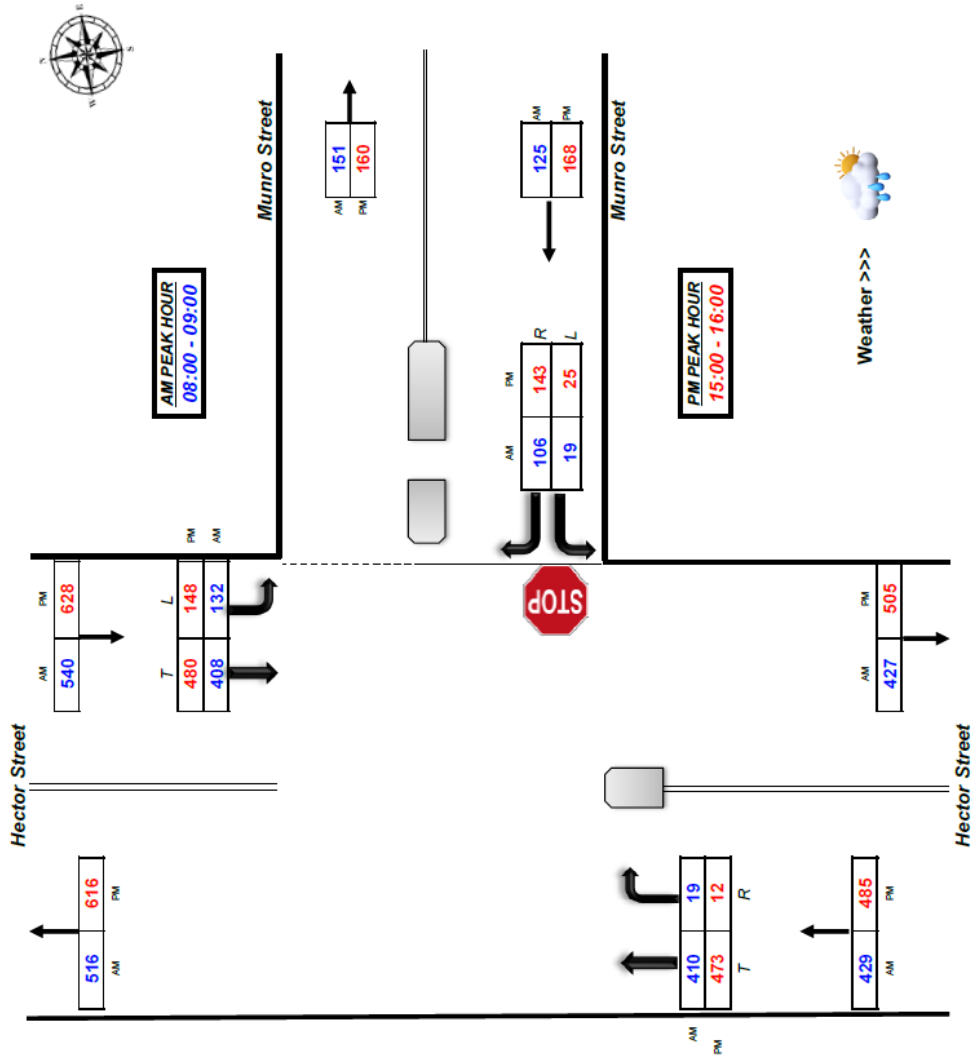 N
E
S
Munro Street
Munro Street
AM
PM
151
160
125
168
AM
PM
AM PEAK HOUR
08:00 - 09:00
PM PEAK HOUR
15:00 - 16:00
Weather >>>
AM
PM
106
143
R
19
25
L
STOP
AM
PM
540
628
T
L
480
148
PM
408
132
AM
Hector Street
516
616
AM
PM
AM
PM
427
505
Hector Street
AM
410
19
PM
473
12
T
R
429
485
AM
PM